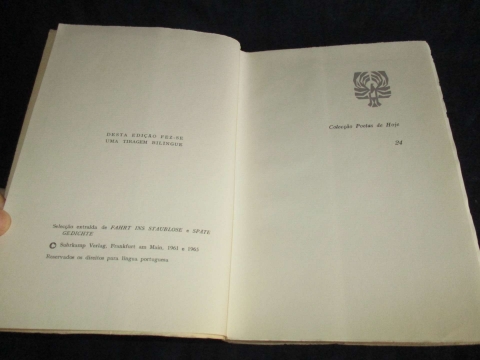 DESTA EDIÇÃO FEZ-SE
UMA TIRAGEM BILINGUE
Selecção extraída de FAHRT INS STAUBLOSE e SPÄTE
GEDICHTE
© Suhrkamp Verlag, Frankfurt am Main, 1961 e 1965
Reservados os direitos para língua portuguesa
Colecção Poetas de Hoje
24